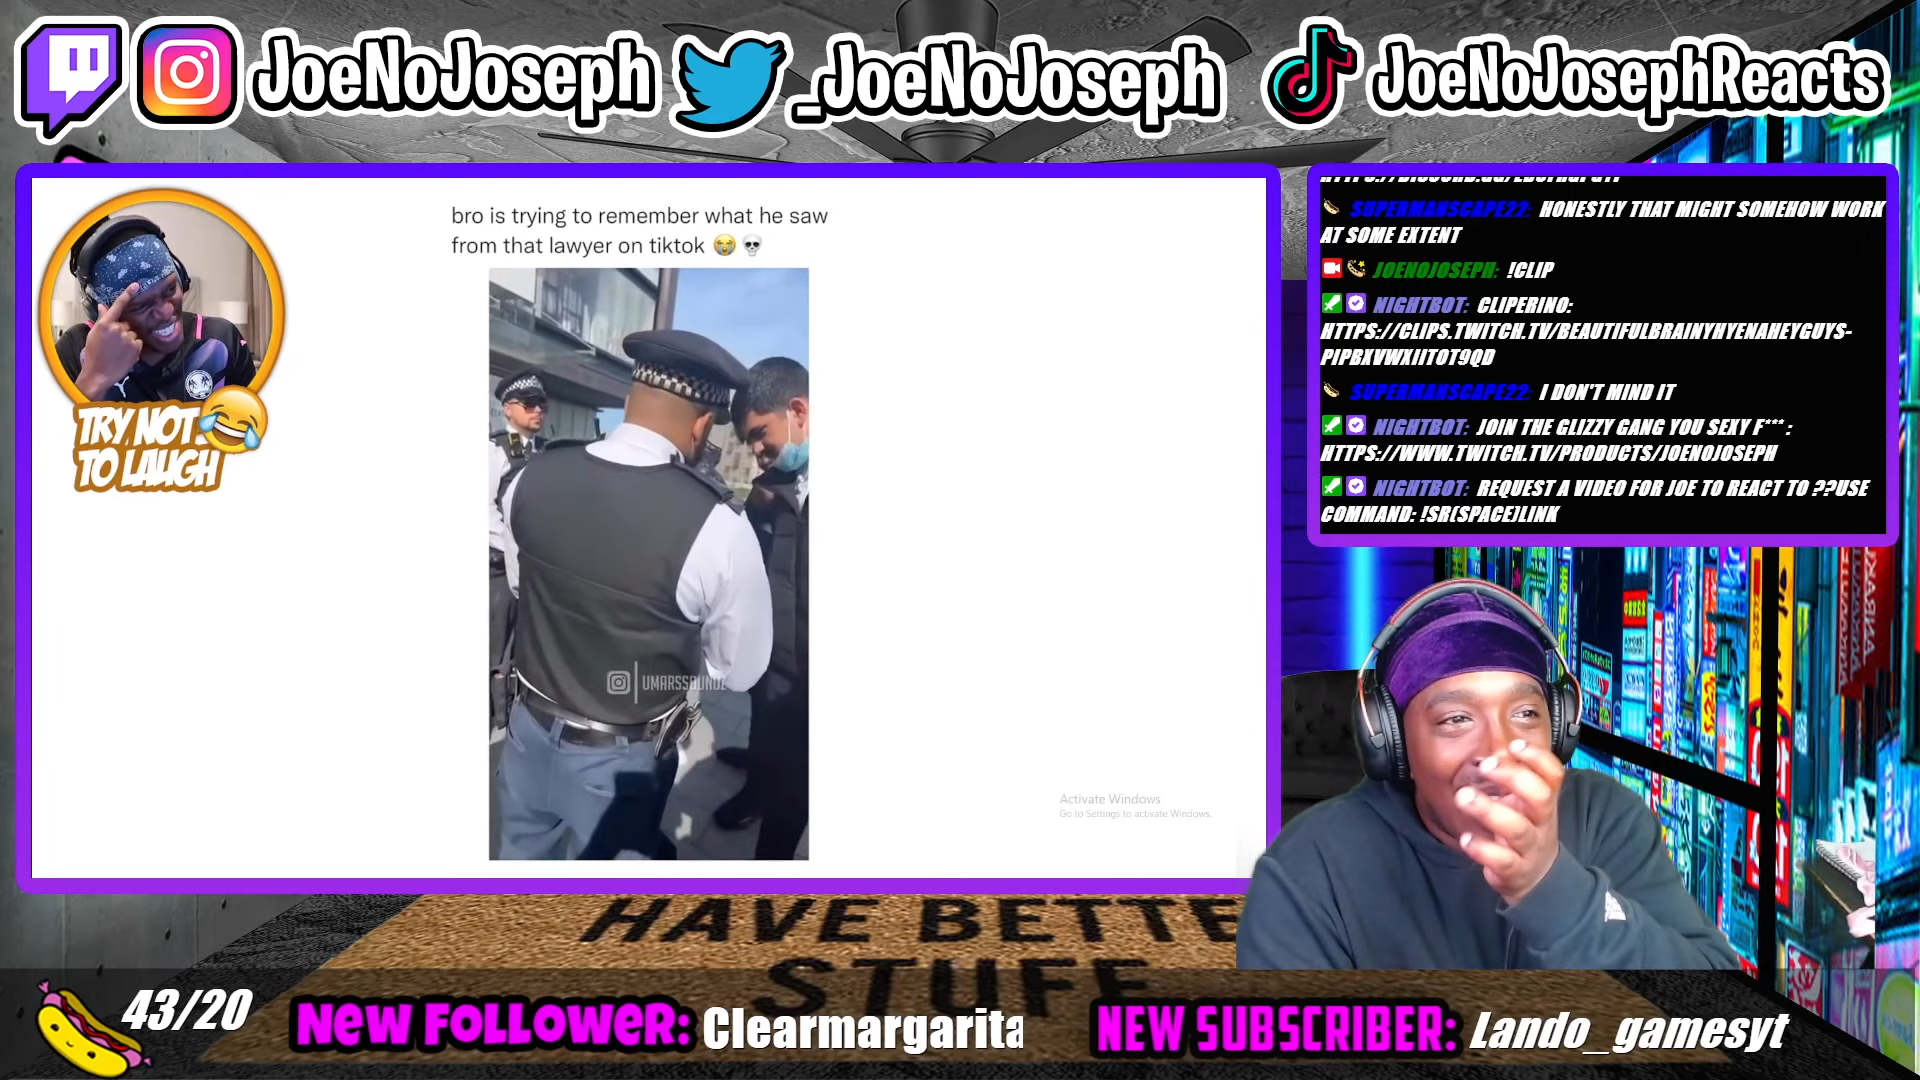 JoeNoJoseph
_JoeNoJoseph
JoeNoJosephReacts
bro is trying to remember what he saw
from that lawyer on tiktok 😭 💀
TRY NOT
TO LAUGH
UMARSSOUNDZ
Activate Windows
Go to Settings to activate Windows.
SUPERMANSCAPE22: HONESTLY THAT MIGHT SOMEHOW WORK
AT SOME EXTENT
JOENOJOSEPH: !CLIP
NIGHTBOT: CLIPERINO:
HTTPS://CLIPS.TWITCH.TV/BEAUTIFULBRAINYHYENAHEYGUYS-
PIPBXVWXIITOT9QD
SUPERMANSCAPE22: I DON'T MIND IT
NIGHTBOT: JOIN THE GLIZZY GANG YOU SEXY F*** :
HTTPS://WWW.TWITCH.TV/PRODUCTS/JOENOJOSEPH
NIGHTBOT: REQUEST A VIDEO FOR JOE TO REACT TO ??USE
COMMAND: !SR(SPACE)LINK
HAVE BETTE
STUFF
43/20
NEW FOLLOWER: Clearmargarita
NEW SUBSCRIBER: Lando_gamesyt